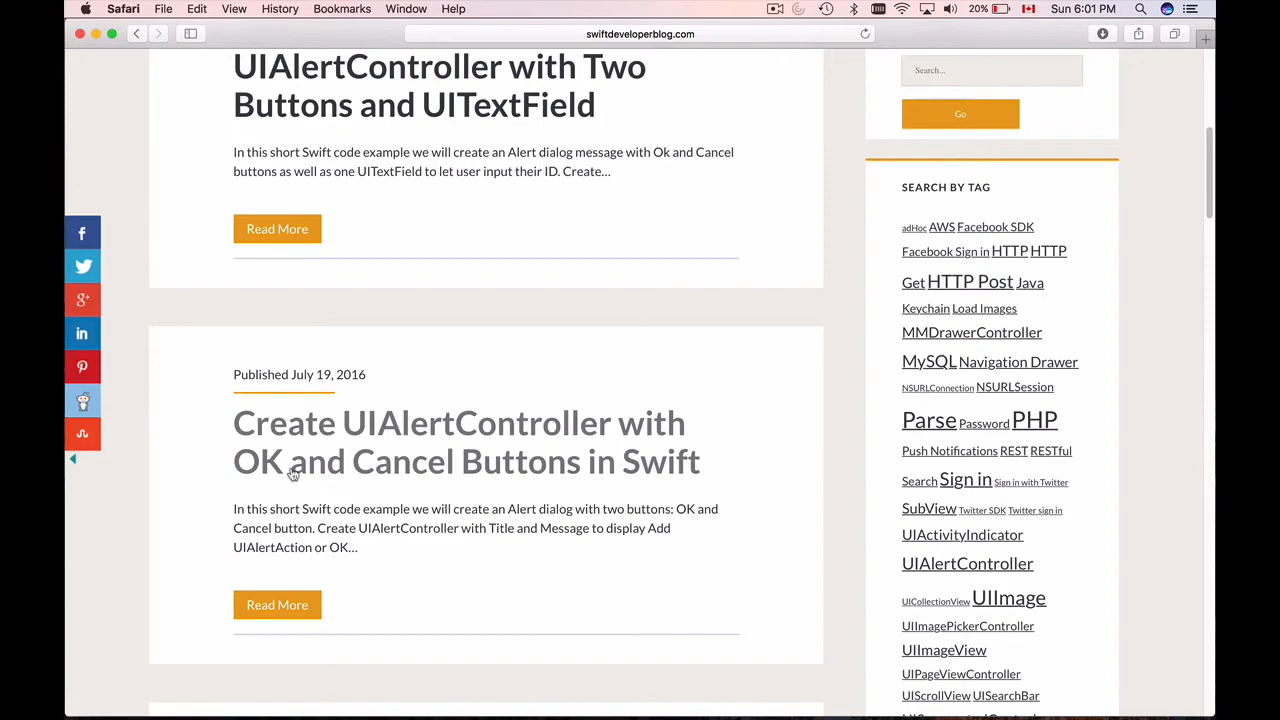 Safari File Edit View History Bookmarks Window Help 20% Sun 6:01 PM
swiftdeveloperblog.com
UIAlertController with Two
Buttons and UITextField
In this short Swift code example we will create an Alert dialog message with Ok and Cancel
buttons as well as one UITextField to let user input their ID. Create…
Read More
Published July 19, 2016
Create UIAlertController with
OK and Cancel Buttons in Swift
In this short Swift code example we will create an Alert dialog with two buttons: OK and
Cancel button. Create UIAlertController with Title and Message to display Add
UIAlertAction or OK…
Read More
Search...
Go
SEARCH BY TAG
adHoc AWS Facebook SDK
Facebook Sign in HTTP HTTP
Get HTTP Post Java
Keychain Load Images
MMDrawerController
MySQL Navigation Drawer
NSURLConnection NSURLSession
Parse Password PHP
Push Notifications REST RESTful
Search Sign in Sign in with Twitter
SubView Twitter SDK Twitter sign in
UIActivityIndicator
UIAlertController
UICollectionView UIImage
UIImagePickerController
UIImageView
UIPageViewController
UIScrollView UISearchBar